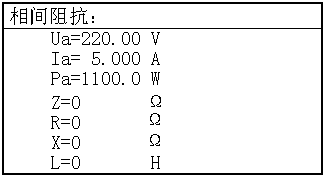 相间阻抗：
Ua=220.00 V
Ia= 5.000 A
Pa=1100.0 W
Z=0 Ω
R=0 Ω
X=0 Ω
L=0 H